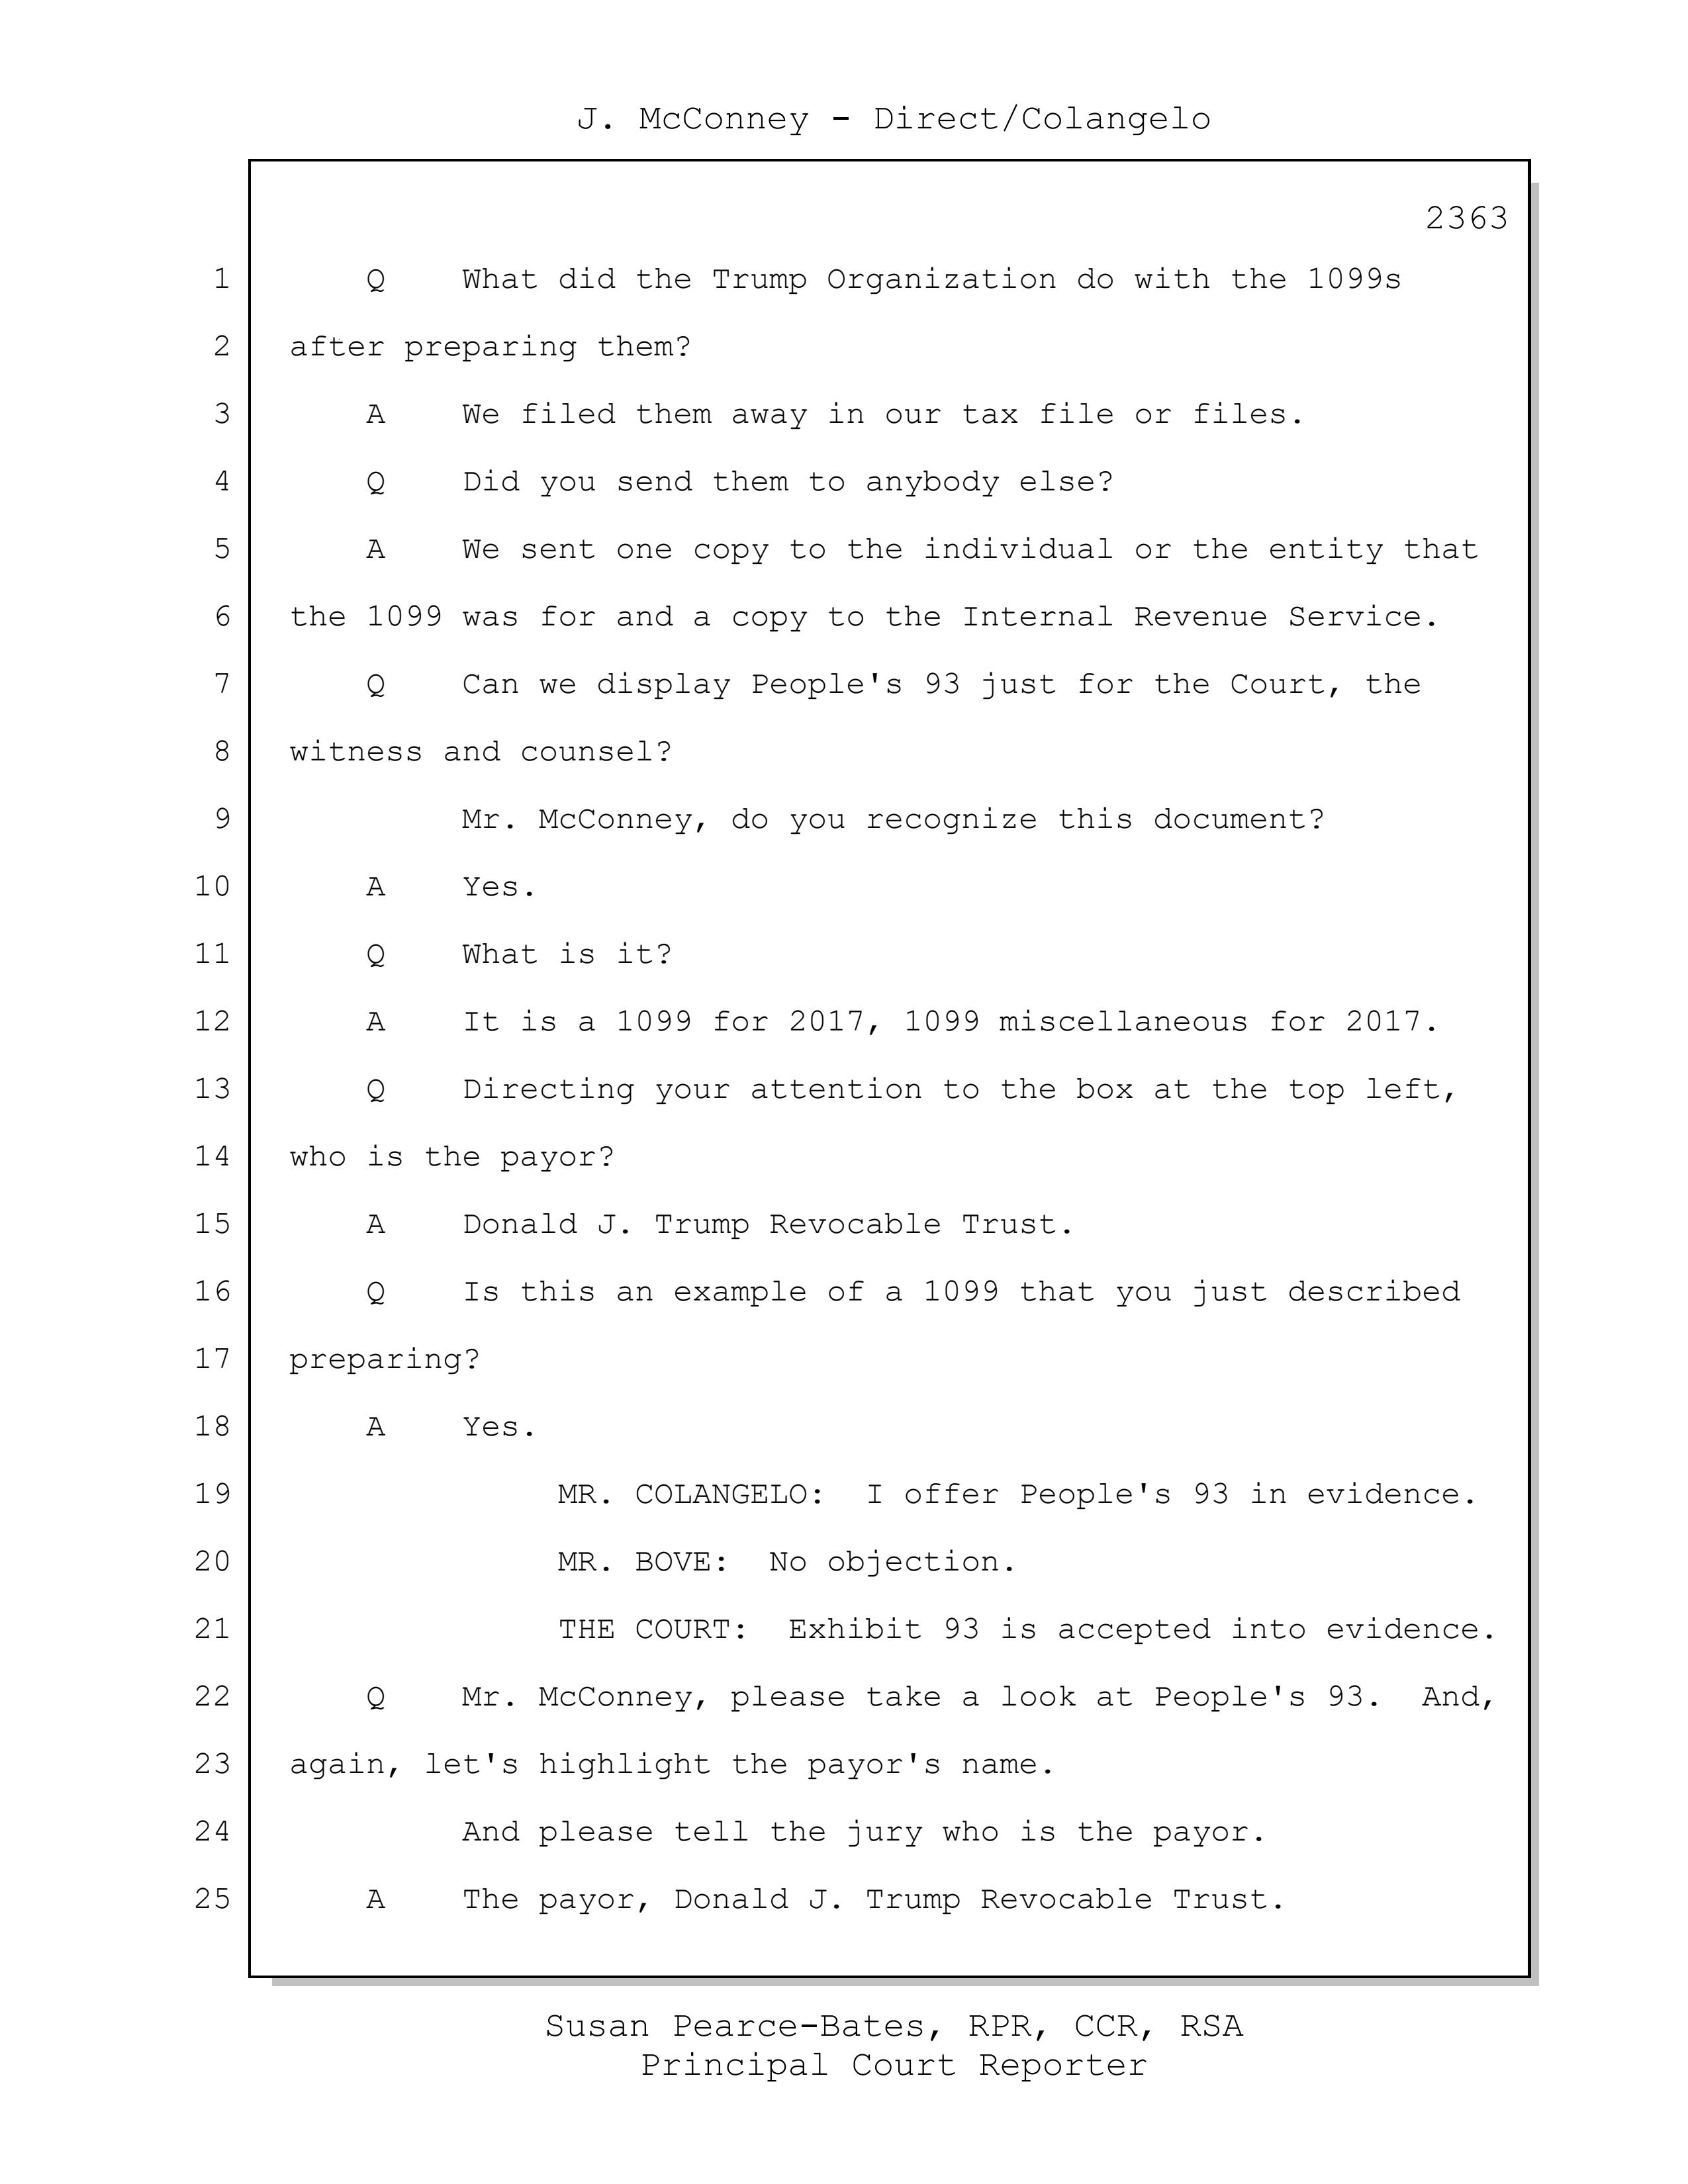 J. McConney - Direct/Colangelo
2363
1 Q What did the Trump Organization do with the 1099s
2 after preparing them?
3 A We filed them away in our tax file or files.
4 Q Did you send them to anybody else?
5 A We sent one copy to the individual or the entity that
6 the 1099 was for and a copy to the Internal Revenue Service.
7 Q Can we display People's 93 just for the Court, the
8 witness and counsel?
9 Mr. McConney, do you recognize this document?
10 A Yes.
11 Q What is it?
12 A It is a 1099 for 2017, 1099 miscellaneous for 2017.
13 Q Directing your attention to the box at the top left,
14 who is the payor?
15 A Donald J. Trump Revocable Trust.
16 Q Is this an example of a 1099 that you just described
17 preparing?
18 A Yes.
19 MR. COLANGELO: I offer People's 93 in evidence.
20 MR. BOVE: No objection.
21 THE COURT: Exhibit 93 is accepted into evidence.
22 Q Mr. McConney, please take a look at People's 93. And,
23 again, let's highlight the payor's name.
24 And please tell the jury who is the payor.
25 A The payor, Donald J. Trump Revocable Trust.
Susan Pearce-Bates, RPR, CCR, RSA
Principal Court Reporter